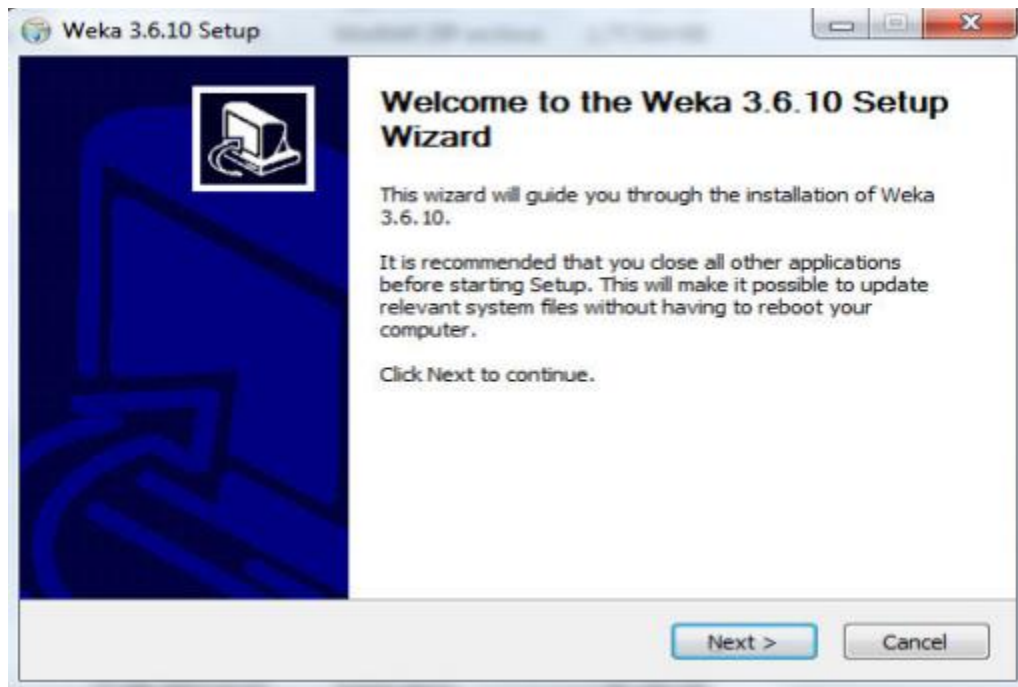 Weka 3.6.10 Setup
Welcome to the Weka 3.6.10 Setup
Wizard
This wizard will guide you through the installation of Weka
3.6.10.
It is recommended that you close all other applications
before starting Setup. This will make it possible to update
relevant system files without having to reboot your
computer.
Click Next to continue.
Next >
Cancel